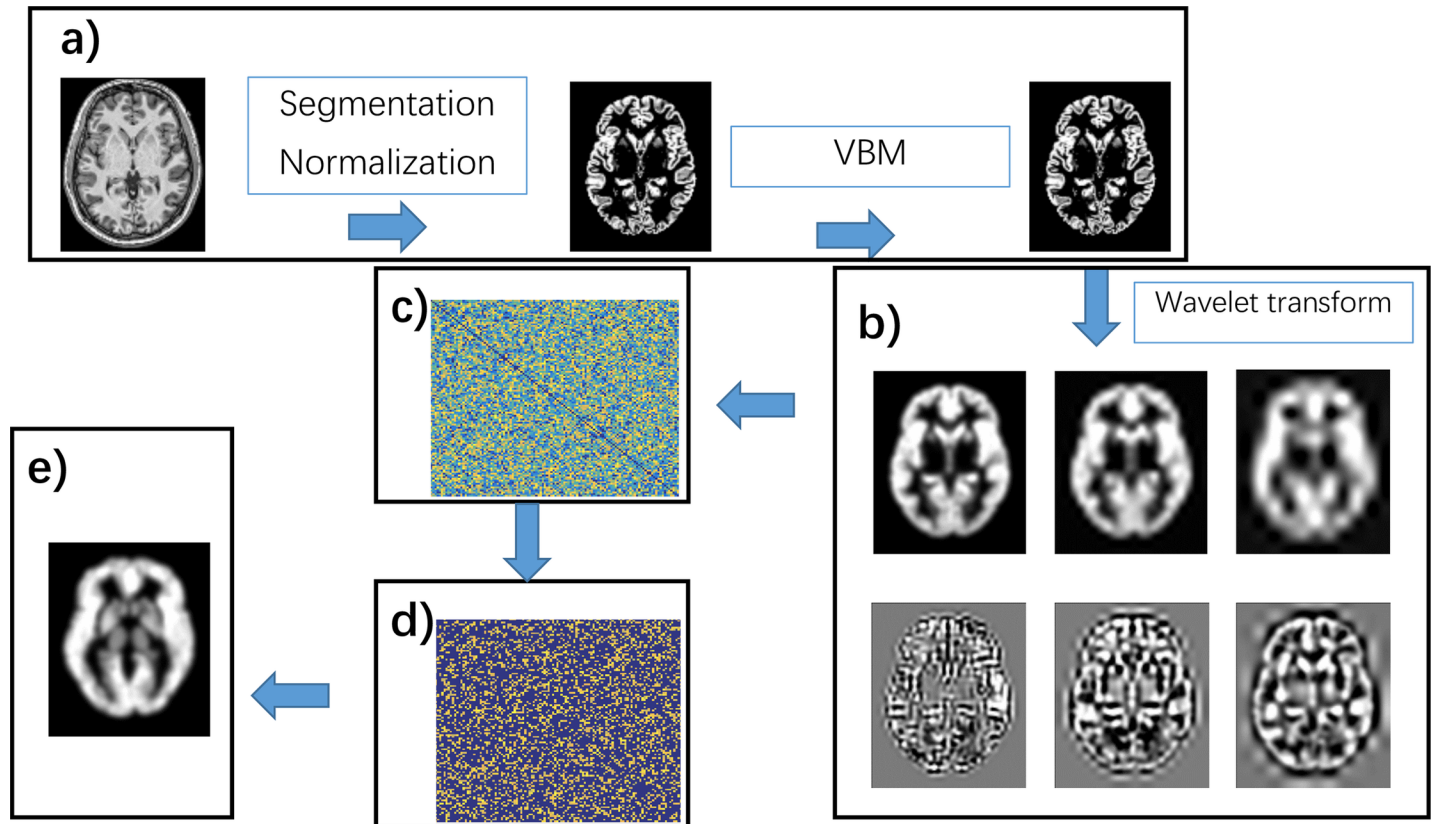 a)
Segmentation
Normalization
VBM
b)
Wavelet transform
c)
d)
e)